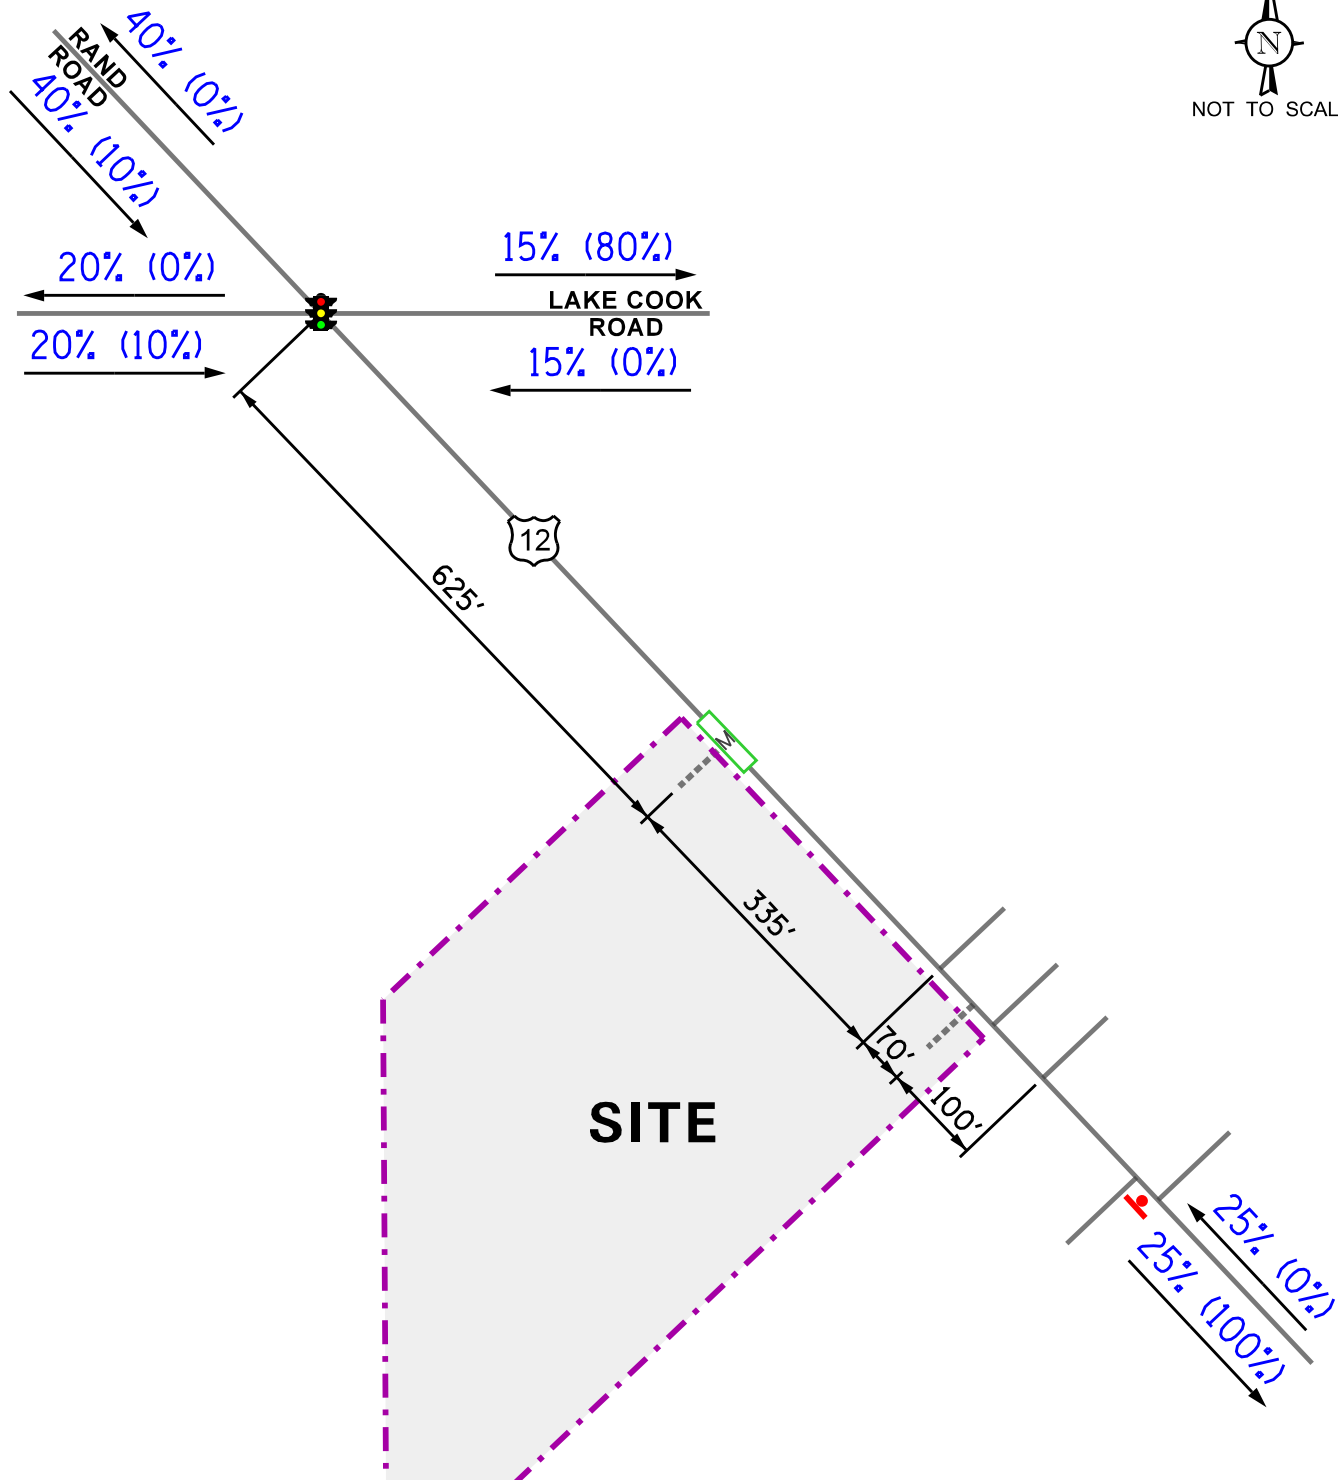 40% (0%)
RAND
ROAD
40% (10%)
N
NOT TO SCAL
20% (0%)
15% (80%)
LAKE COOK
ROAD
20% (10%)
15% (0%)
12
625'
M
335'
70'
100'
SITE
25% (0%)
25% (100%)